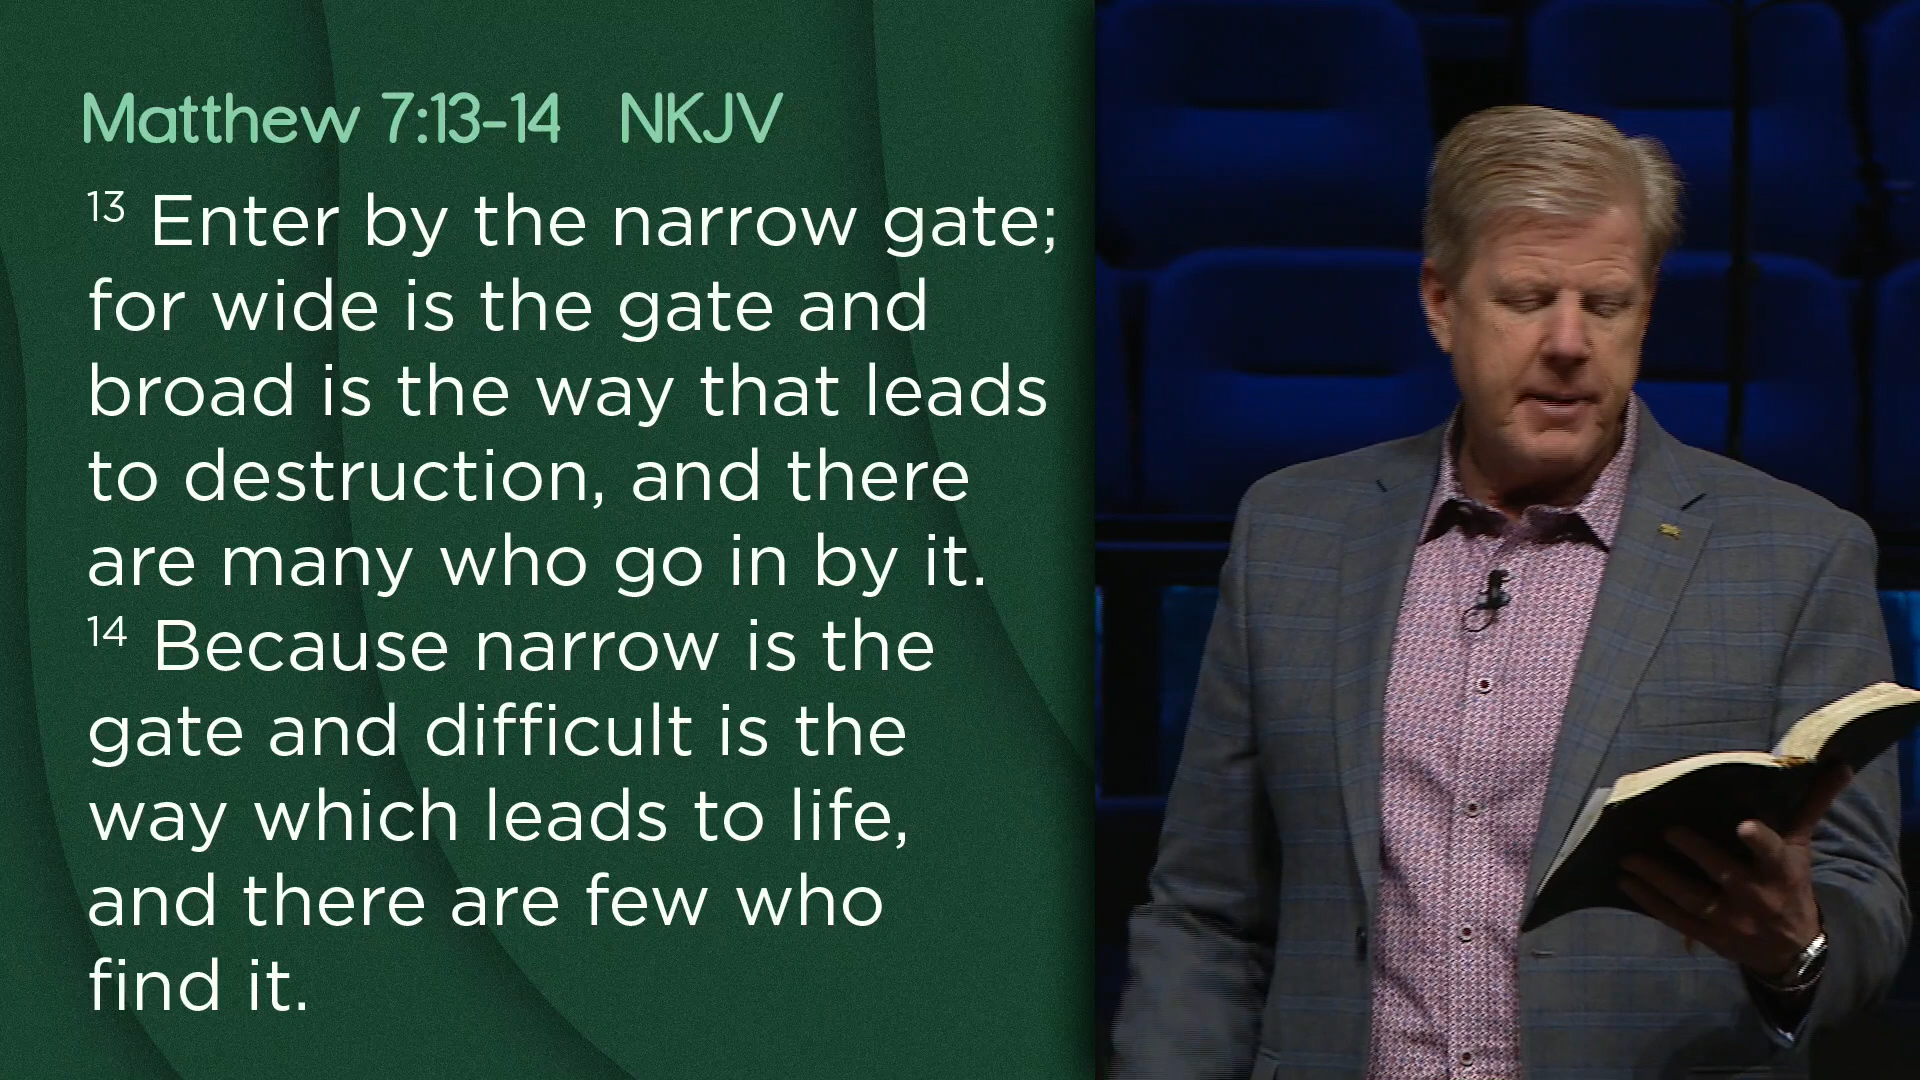 Matthew 7:13-14 NKJV
13 Enter by the narrow gate;
for wide is the gate and
broad is the way that leads
to destruction, and there
are many who go in by it.
14 Because narrow is the
gate and difficult is the
way which leads to life,
and there are few who
find it.